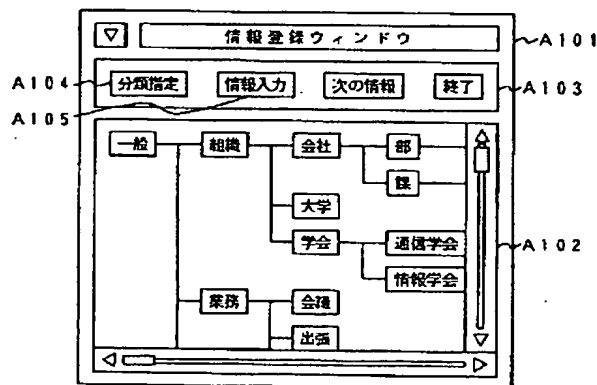 情報登録ウィンドウ
A101
A104
分類指定
情報入力
次の情報
終了
A103
A105
一般
組織
会社
部
課
大学
学会
通信学会
A102
情報学会
業務
会議
出張